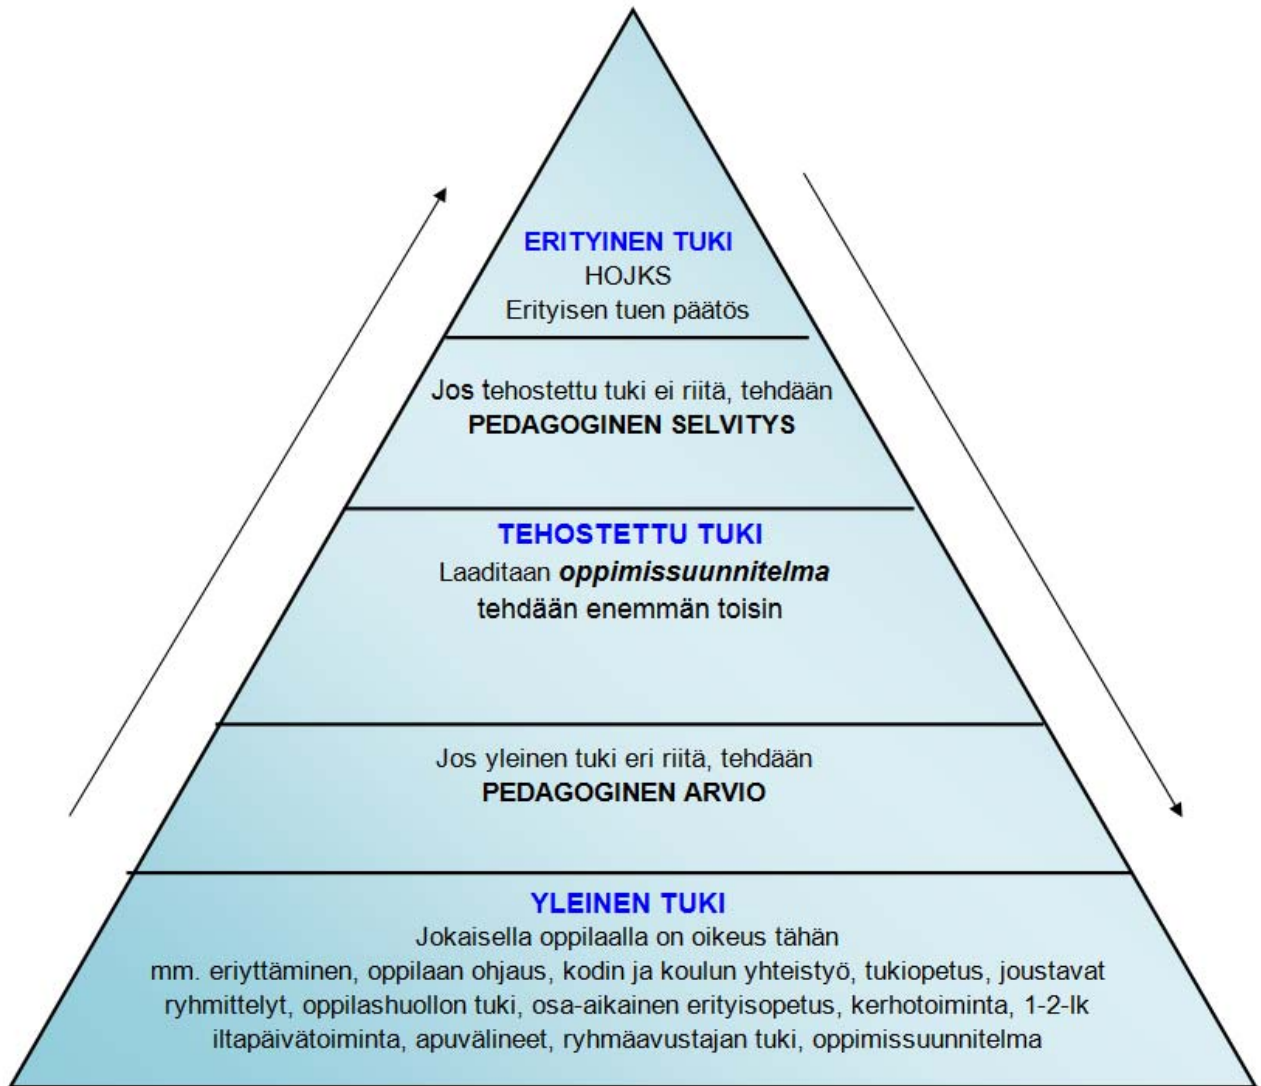 ERITYINEN TUKI
HOJKS
Erityisen tuen päätös
Jos tehostettu tuki ei riitä, tehdään
PEDAGOGINEN SELVITYS
TEHOSTETTU TUKI
Laaditaan oppimissuunnitelma
tehdään enemmän toisin
Jos yleinen tuki eri riitä, tehdään
PEDAGOGINEN ARVIO
YLEINEN TUKI
Jokaisella oppilaalla on oikeus tähän
mm. eriyttäminen, oppilaan ohjaus, kodin ja koulun yhteistyö, tukiopetus, joustavat
ryhmittelyt, oppilashuollon tuki, osa-aikainen erityisopetus, kerhotoiminta, 1-2-lk
iltapäivätoiminta, apuvälineet, ryhmäavustajan tuki, oppimissuunnitelma